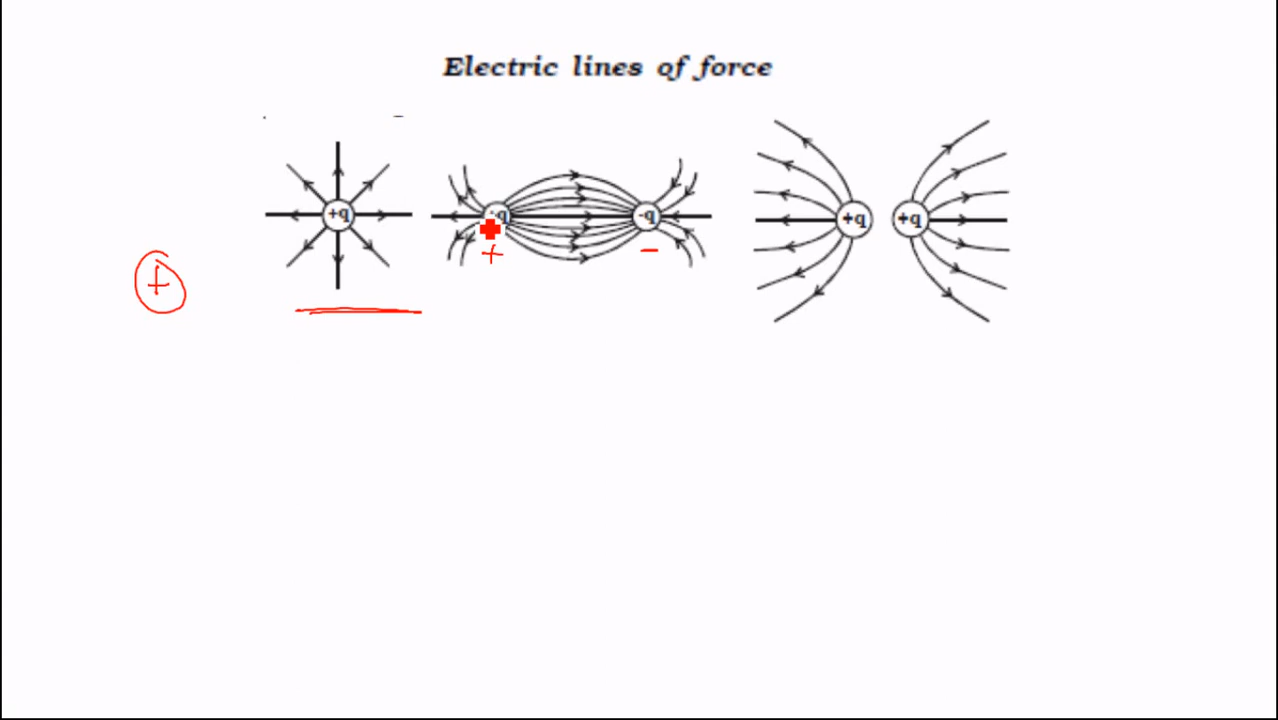 Electric lines of force
+q +q -q +q +q
+ -
+